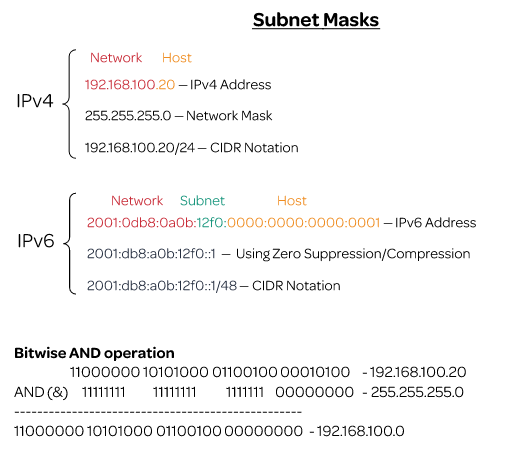 Subnet Masks
Network Host
192.168.100.20 – IPv4 Address
IPv4
255.255.255.0 – Network Mask
192.168.100.20/24 – CIDR Notation
Network Subnet Host
2001:0db8:0a0b:12f0:0000:0000:0000:0001 – IPv6 Address
IPv6
2001:db8:a0b:12f0::1 – Using Zero Suppression/Compression
2001:db8:a0b:12f0::1/48 – CIDR Notation
Bitwise AND operation
11000000 10101000 01100100 00010100 - 192.168.100.20
AND (&) 11111111 11111111 1111111 00000000 - 255.255.255.0
--------------------------------------------------
11000000 10101000 01100100 00000000 - 192.168.100.0